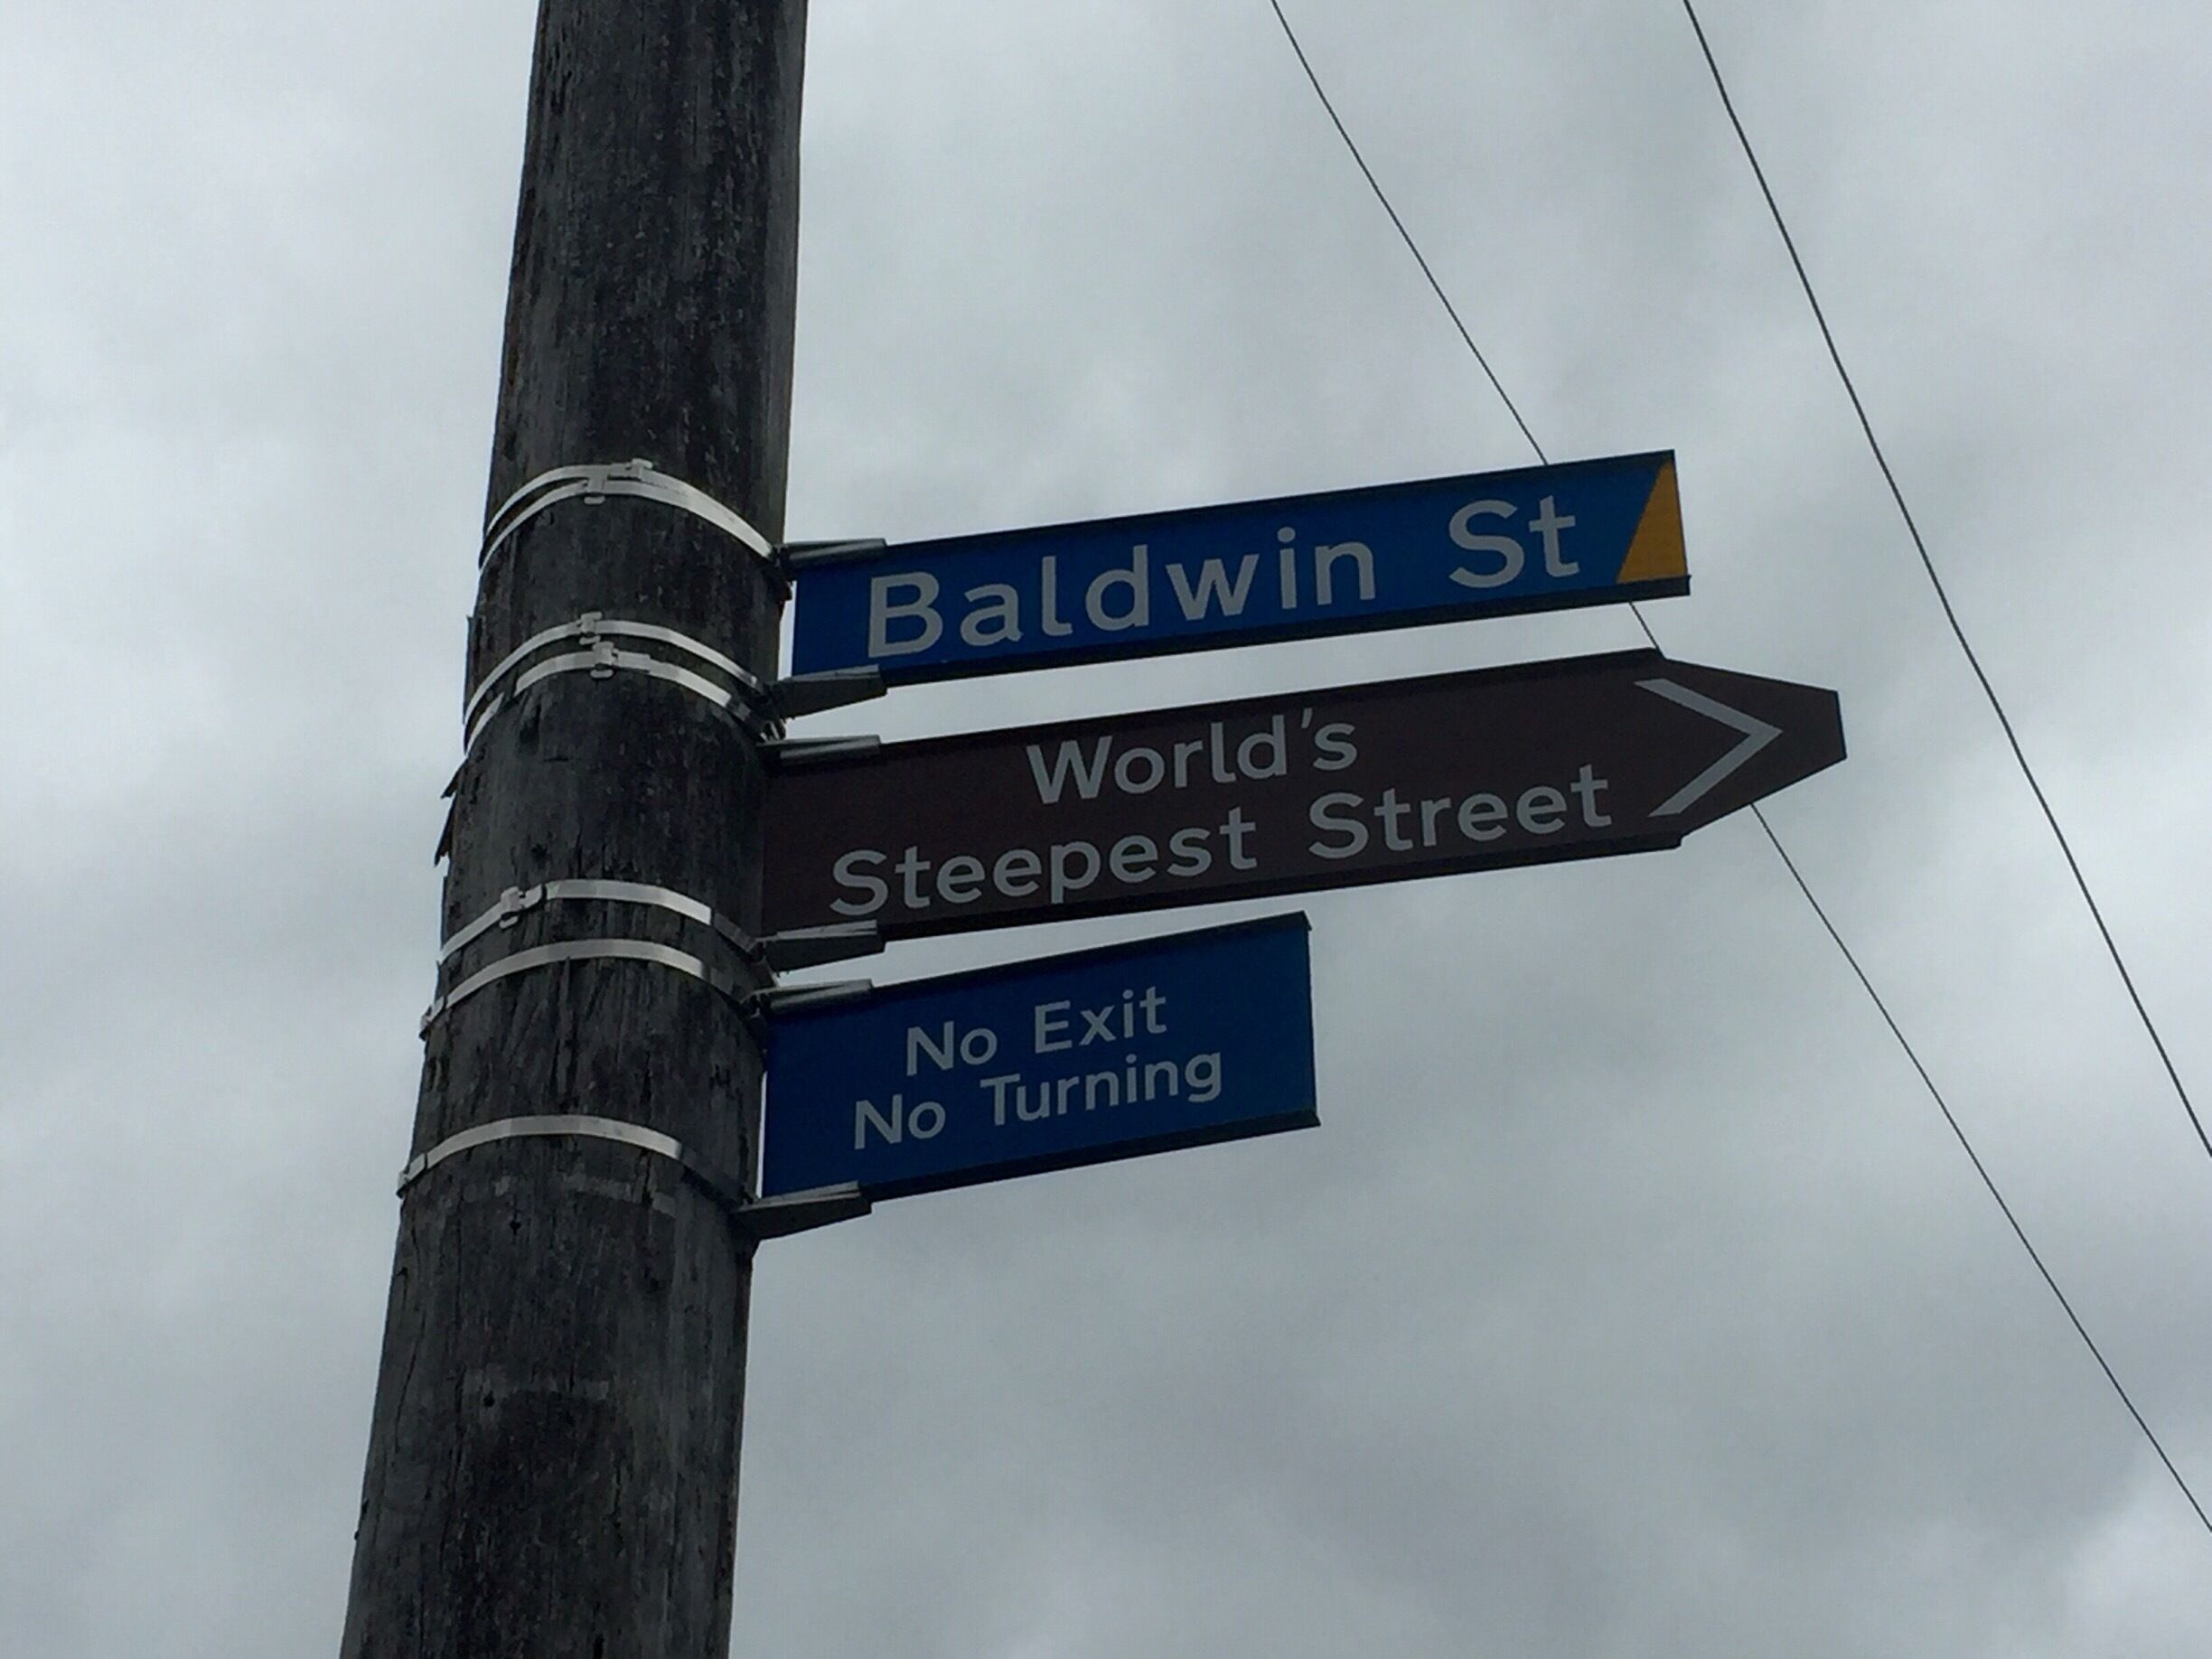 Baldwin St
World's
Steepest Street
No Exit
No Turning